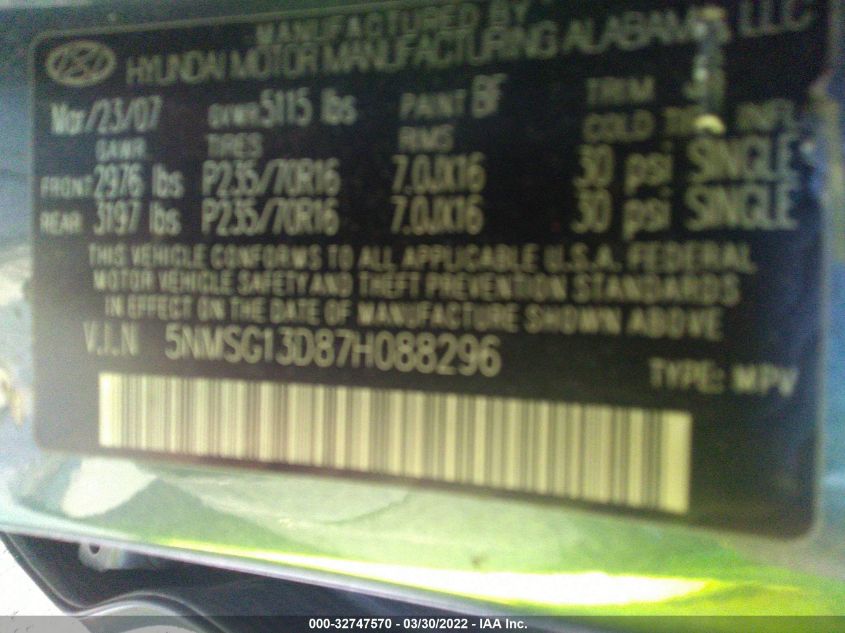 MANUFACTURED BY
HYUNDAI MOTOR MANUFACTURING ALABAMA, LLC
Mar/23/07 GVWR 5115 lbs PAINT BF TRIM
GAWR TIRES RIMS COLD TIRE INFL
FRONT 2976 lbs P235/70R16 7.0JX16 30 psi SINGLE
REAR 3197 lbs P235/70R16 7.0JX16 30 psi SINGLE
THIS VEHICLE CONFORMS TO ALL APPLICABLE U.S.A. FEDERAL
MOTOR VEHICLE SAFETY AND THEFT PREVENTION STANDARDS
IN EFFECT ON THE DATE OF MANUFACTURE SHOWN ABOVE
V.I.N 5NMSG13D87H088296
TYPE: MPV
000-32747570 - 03/30/2022 - IAA Inc.